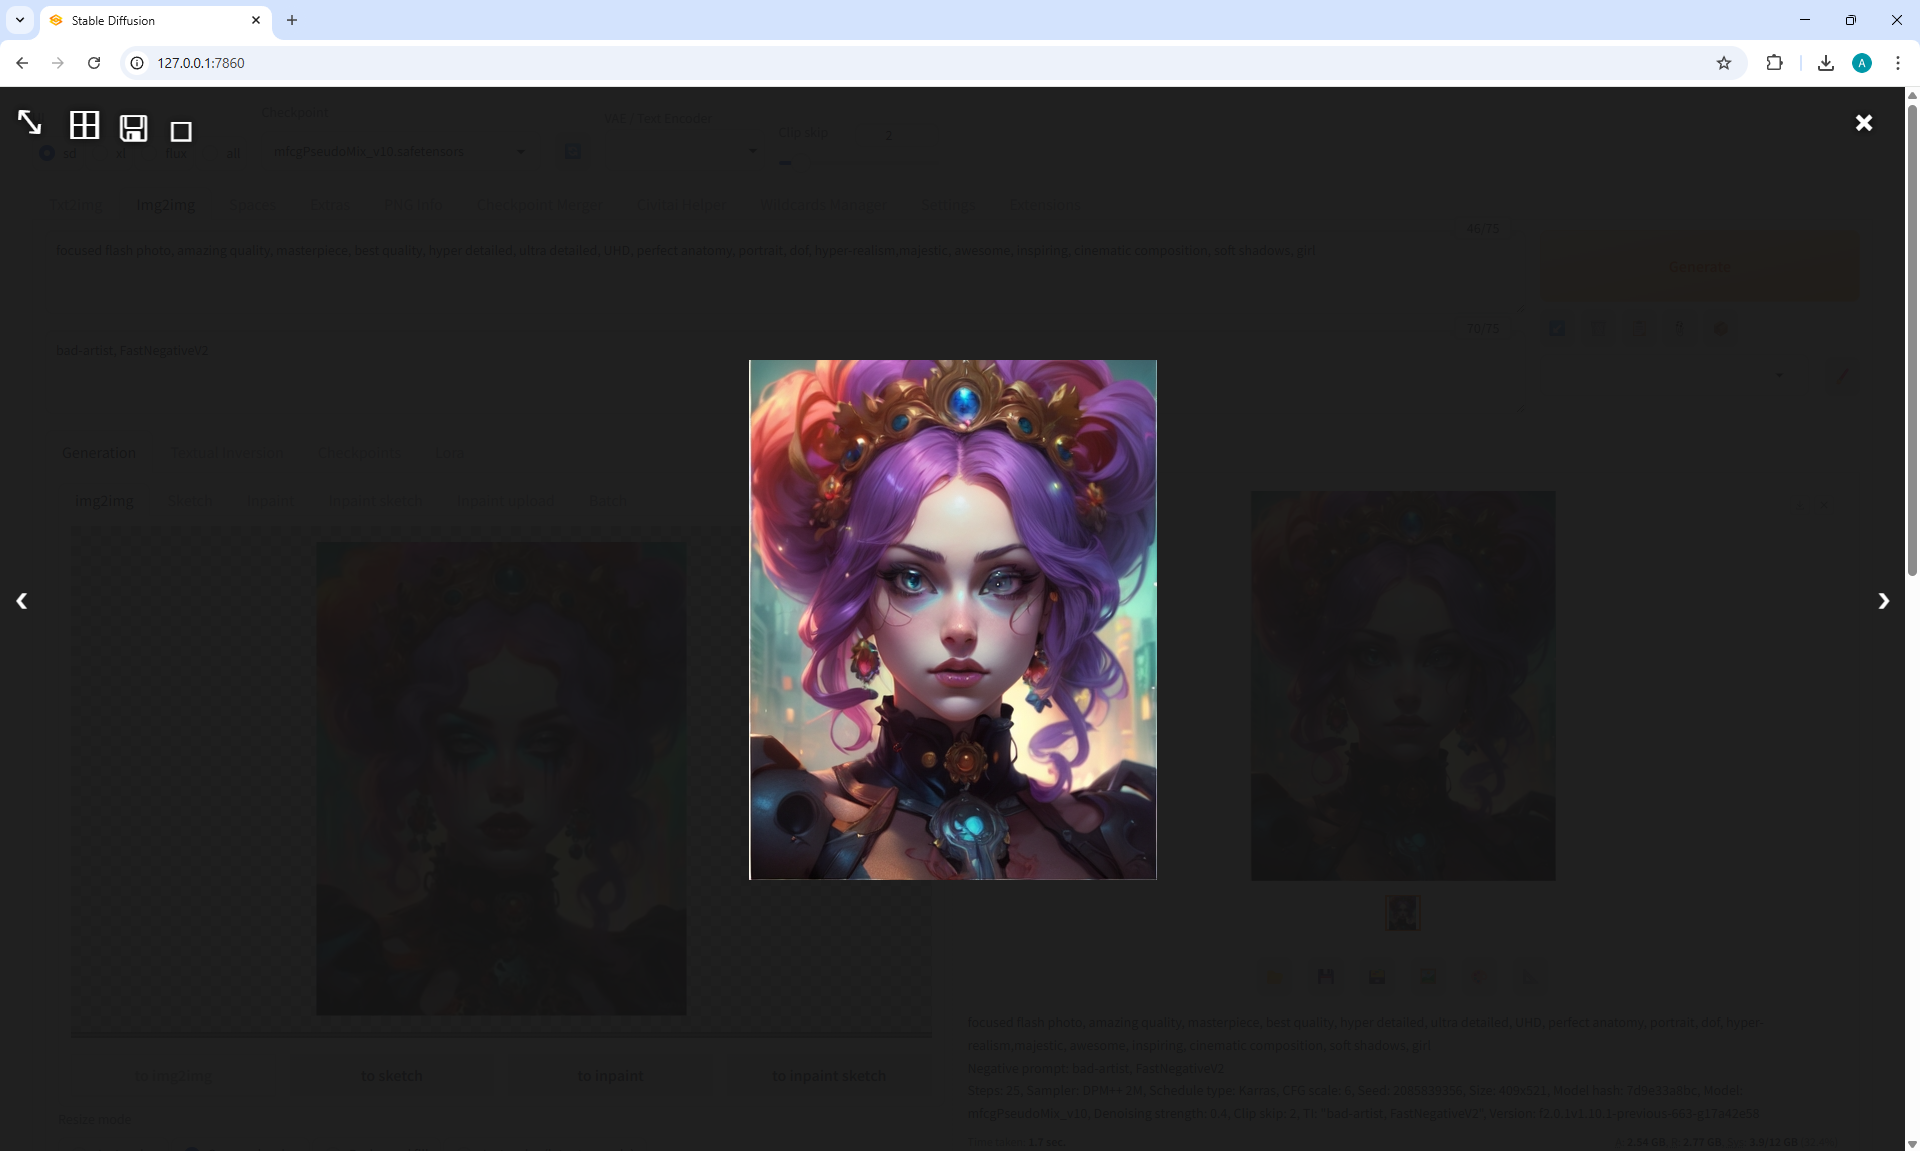 Stable Diffusion
127.0.0.1:7860
Checkpoint
VAE / Text Encoder
Clip skip
2
sd
xl
flux
all
mfcgPseudoMix_v10.safetensors
Txt2img
Img2img
Spaces
Extras
PNG Info
Checkpoint Merger
Civitai Helper
Wildcards Manager
Settings
Extensions
focused flash photo, amazing quality, masterpiece, best quality, hyper detailed, ultra detailed, UHD, perfect anatomy, portrait, dof, hyper-realism,majestic, awesome, inspiring, cinematic composition, soft shadows, girl
46/75
Generate
70/75
bad-artist, FastNegativeV2
Generation
Textual Inversion
Checkpoints
Lora
img2img
Sketch
Inpaint
Inpaint sketch
Inpaint upload
Batch
to img2img
to sketch
to inpaint
to inpaint sketch
Resize mode
focused flash photo, amazing quality, masterpiece, best quality, hyper detailed, ultra detailed, UHD, perfect anatomy, portrait, dof, hyper-
realism,majestic, awesome, inspiring, cinematic composition, soft shadows, girl
Negative prompt: bad-artist, FastNegativeV2
Steps: 25, Sampler: DPM++ 2M, Schedule type: Karras, CFG scale: 6, Seed: 2085839356, Size: 409x521, Model hash: 7d9e33a8bc, Model:
mfcgPseudoMix_v10, Denoising strength: 0.4, Clip skip: 2, TI: "bad-artist, FastNegativeV2", Version: f2.0.1v1.10.1-previous-663-g17e42e58
Time taken: 1.7 sec.